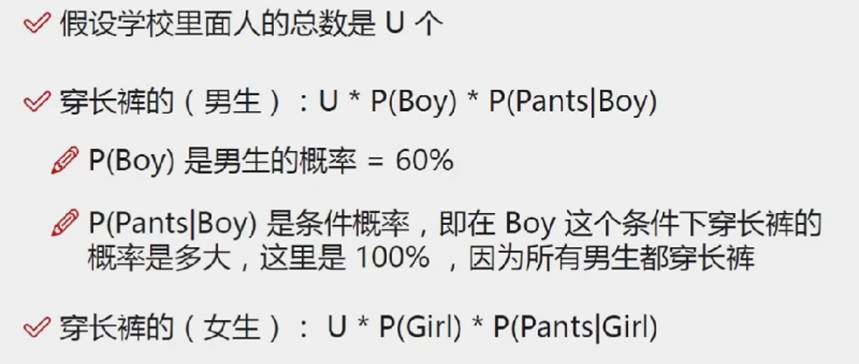 假设学校里面人的总数是 U 个
穿长裤的（男生）：U * P(Boy) * P(Pants|Boy)
P(Boy) 是男生的概率 = 60%
P(Pants|Boy) 是条件概率，即在 Boy 这个条件下穿长裤的
概率是多大，这里是 100% ，因为所有男生都穿长裤
穿长裤的（女生）： U * P(Girl) * P(Pants|Girl)